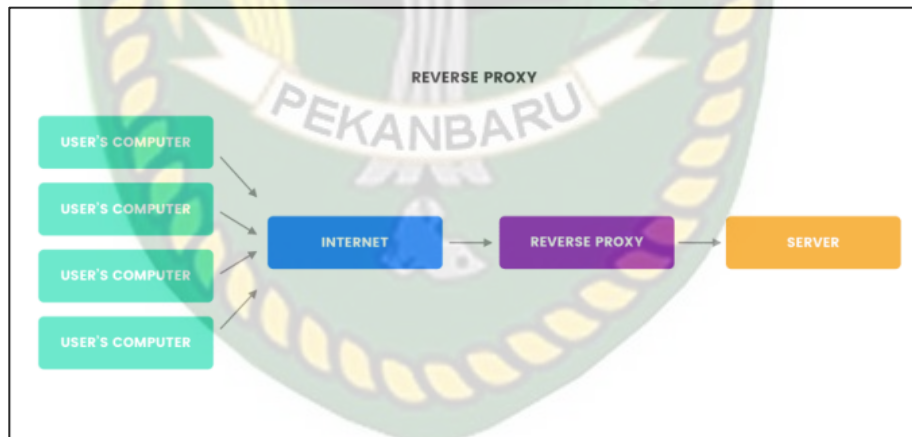 REVERSE PROXY
PEKANBARU
USER'S COMPUTER
USER'S COMPUTER
USER'S COMPUTER
USER'S COMPUTER
INTERNET
REVERSE PROXY
SERVER